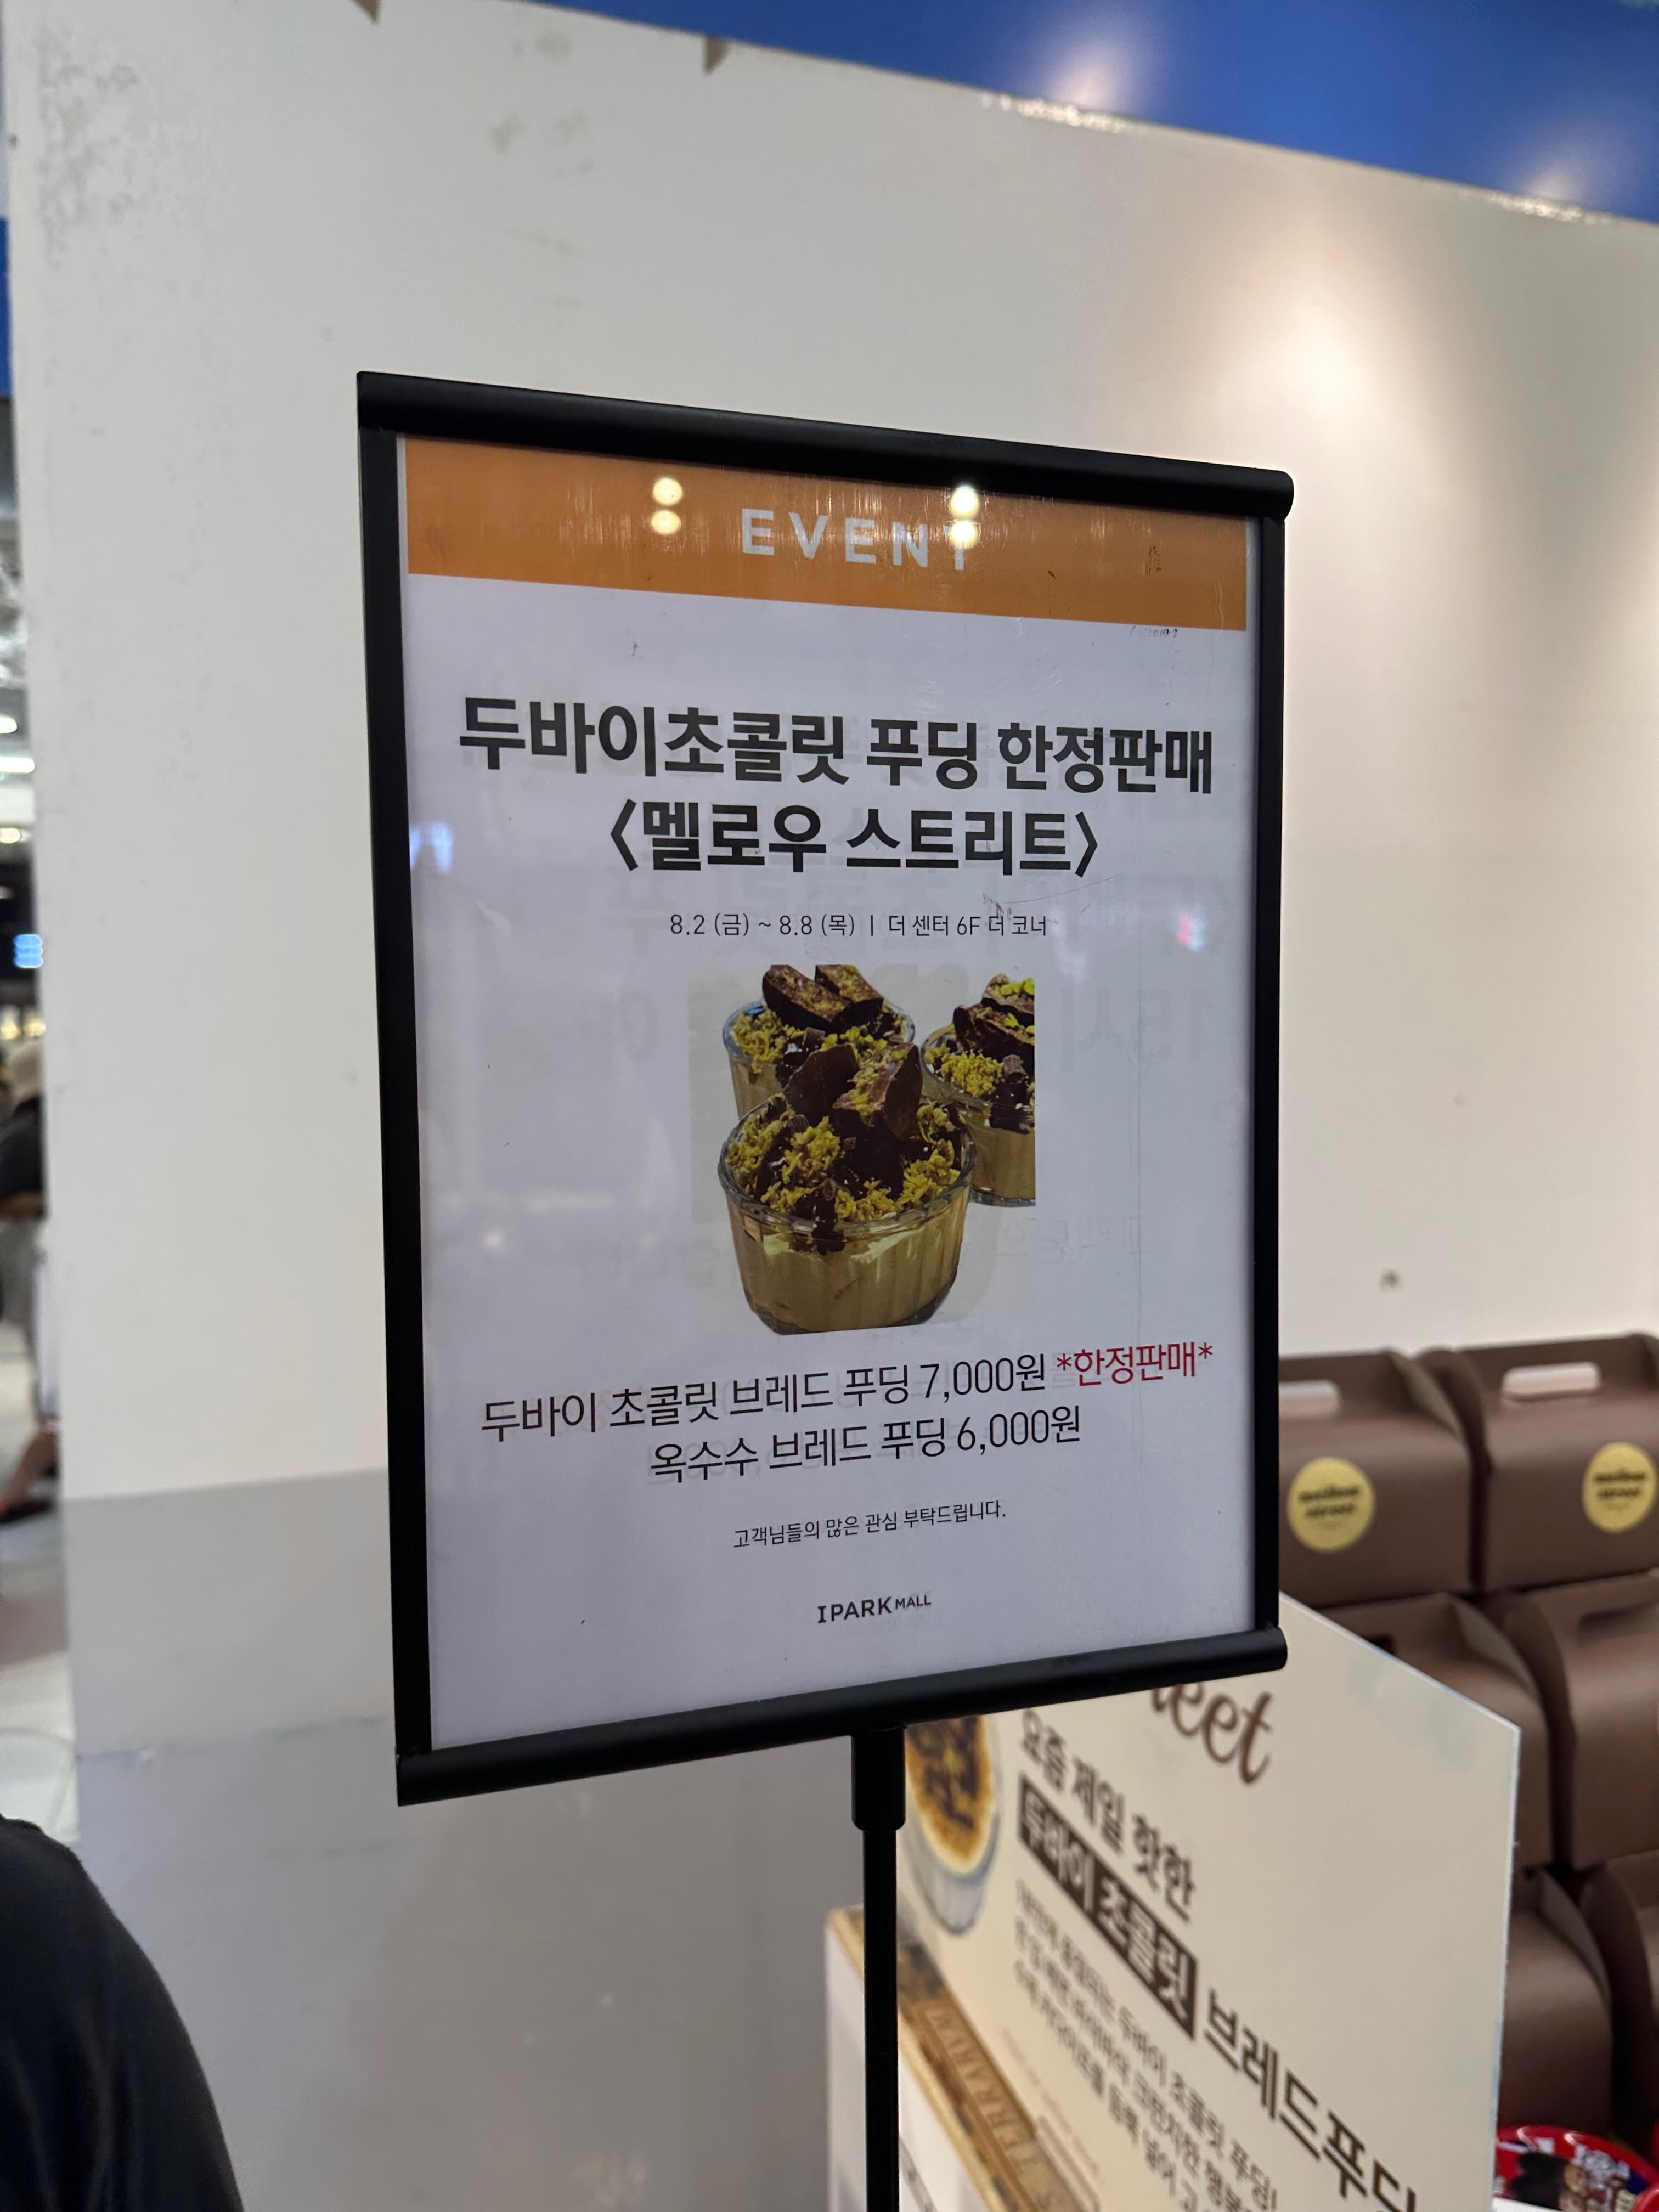 EVENT
두바이초콜릿 푸딩 한정판매
<멜로우 스트리트>
8.2 (금) ~ 8.8 (목) | 더 센터 6F 더 코너
두바이 초콜릿 브레드 푸딩 7,000원 *한정판매*
옥수수 브레드 푸딩 6,000원
고객님들의 많은 관심 부탁드립니다.
IPARK MALL
요즘 제일 핫한
두바이 초콜릿 브레드푸딩